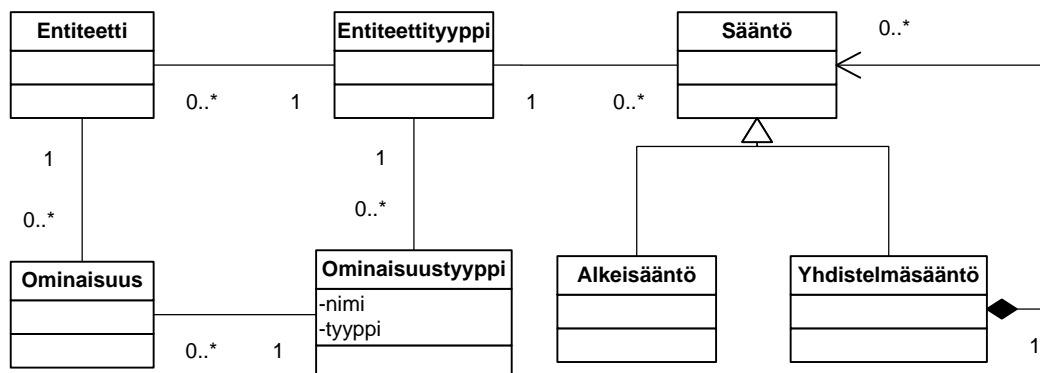 Entiteetti
Entiteettityyppi
Sääntö
0..*
0..*
1
1
0..*
1
1
0..*
0..*
Ominaisuus
Ominaisuustyyppi
-nimi
-tyyppi
Alkeisääntö
Yhdistelmäsääntö
0..*
1
1